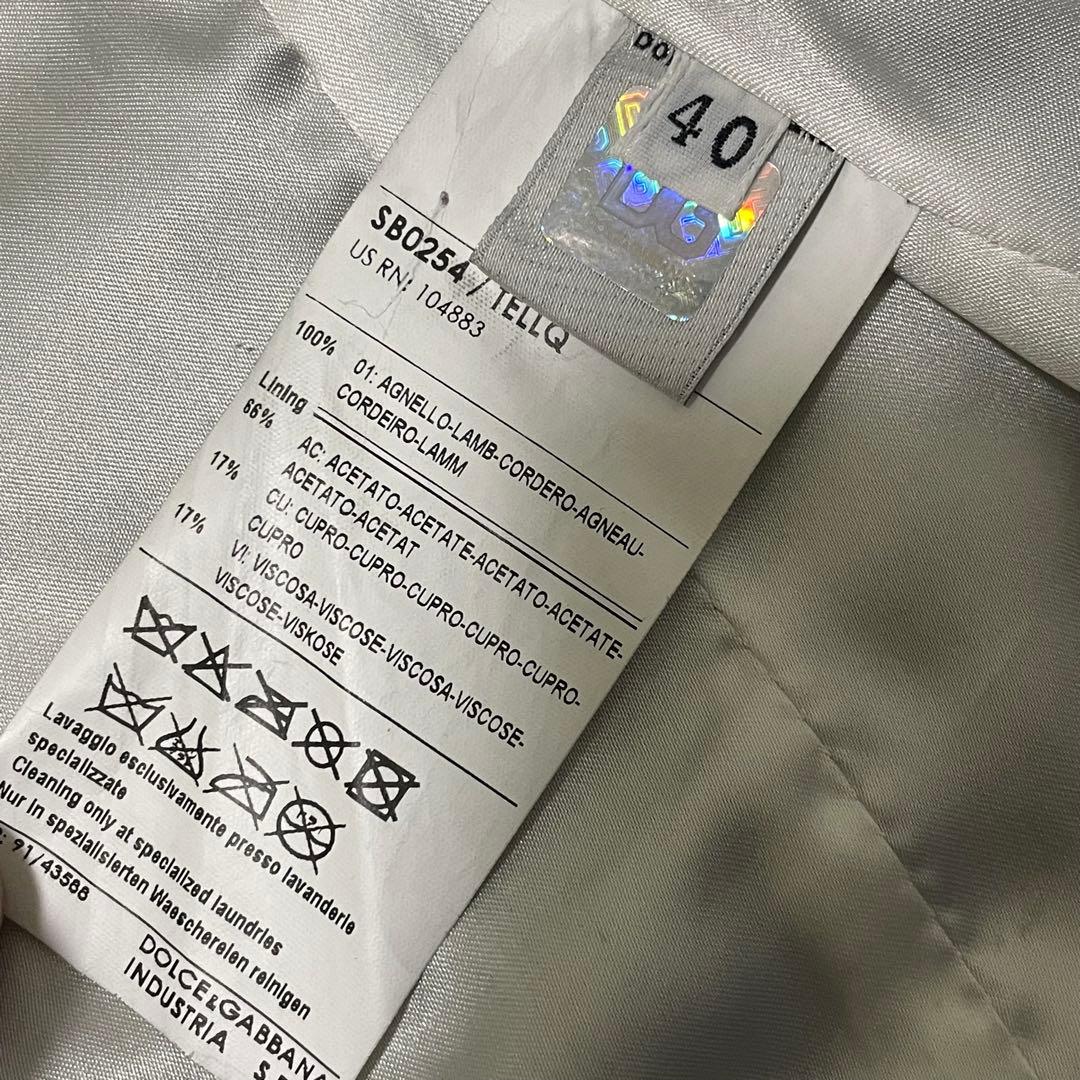 40
DG
SB0254 / TELLQ
US RN: 104883
100% 01: AGNELLO-LAMB-CORDERO-AGNEAU-
CORDEIRO-LAMM
Lining
66% AC: ACETATO-ACETATE-ACETATO-ACETATE-
ACETATO-ACETAT
17% CU: CUPRO-CUPRO-CUPRO-CUPRO-CUPRO-
CUPRO
17% VI: VISCOSA-VISCOSE-VISCOSA-VISCOSE-
VISCOSE-VISKOSE
Lavaggio esclusivamente presso lavanderie
specializzate
Cleaning only at specialized laundries
Nur in spezialisierten Waeschereien reinigen
: 91/43588
DOLCE&GABBANA
INDUSTRIA S.